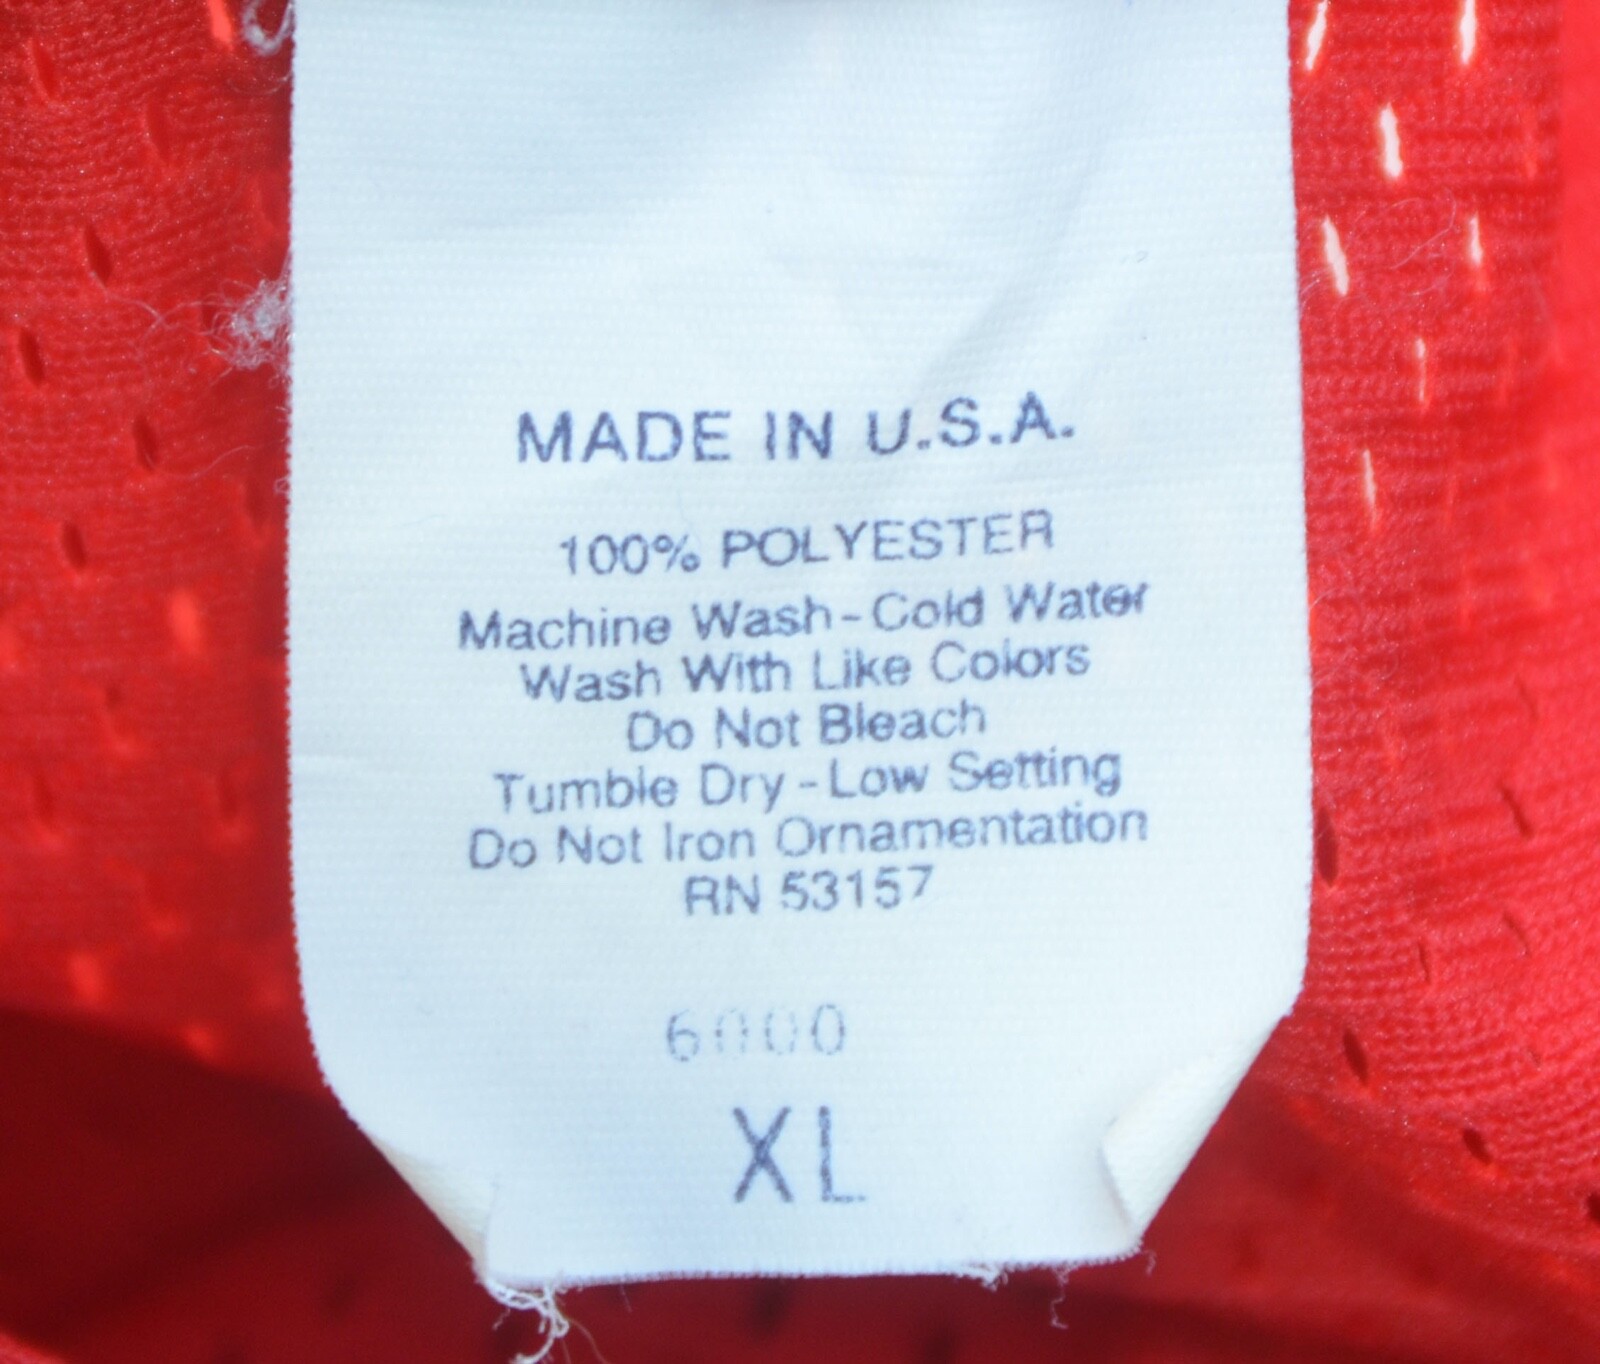 MADE IN U.S.A.
100% POLYESTER
Machine Wash-Cold Water
Wash With Like Colors
Do Not Bleach
Tumble Dry-Low Setting
Do Not Iron Ornamentation
RN 53157
6000
XL